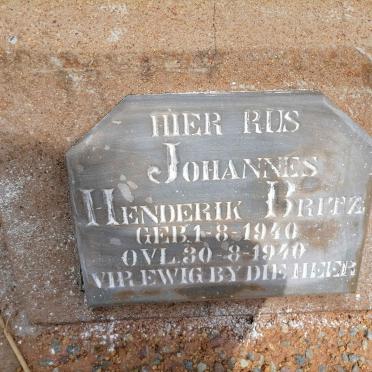 HIER RUS
JOHANNES
HENDERIK BRITZ
GEB.1-8-1940
OVL.30-8-1940
VIR EWIG BY DIE HEER